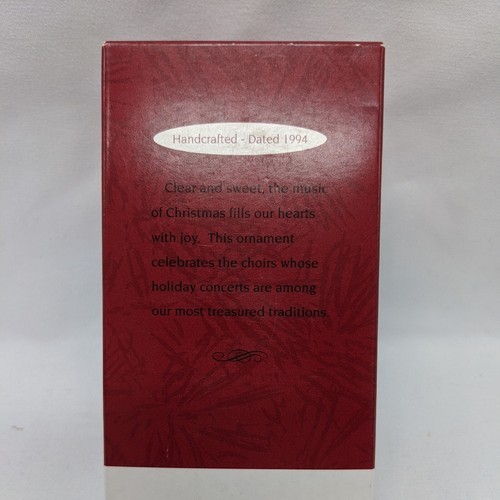 Handcrafted - Dated 1994
Clear and sweet, the music
of Christmas fills our hearts
with joy. This ornament
celebrates the choirs whose
holiday concerts are among
our most treasured traditions.